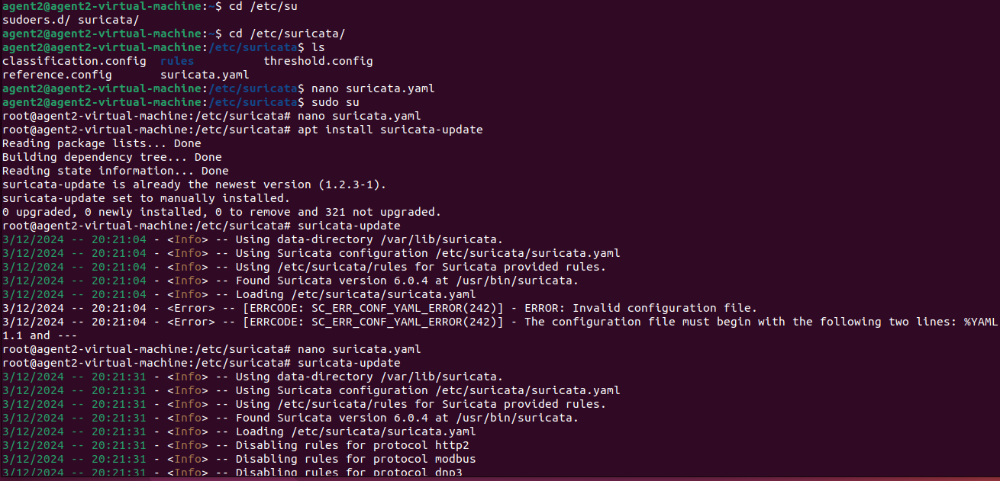 agent2@agent2-virtual-machine:~$ cd /etc/su
sudoers.d/ suricata/
agent2@agent2-virtual-machine:~$ cd /etc/suricata/
agent2@agent2-virtual-machine:/etc/suricata$ ls
classification.config  rules          threshold.config
reference.config       suricata.yaml
agent2@agent2-virtual-machine:/etc/suricata$ nano suricata.yaml
agent2@agent2-virtual-machine:/etc/suricata$ sudo su
root@agent2-virtual-machine:/etc/suricata# nano suricata.yaml
root@agent2-virtual-machine:/etc/suricata# apt install suricata-update
Reading package lists... Done
Building dependency tree... Done
Reading state information... Done
suricata-update is already the newest version (1.2.3-1).
suricata-update set to manually installed.
0 upgraded, 0 newly installed, 0 to remove and 321 not upgraded.
root@agent2-virtual-machine:/etc/suricata# suricata-update
3/12/2024 -- 20:21:04 - <Info> -- Using data-directory /var/lib/suricata.
3/12/2024 -- 20:21:04 - <Info> -- Using Suricata configuration /etc/suricata/suricata.yaml
3/12/2024 -- 20:21:04 - <Info> -- Using /etc/suricata/rules for Suricata provided rules.
3/12/2024 -- 20:21:04 - <Info> -- Found Suricata version 6.0.4 at /usr/bin/suricata.
3/12/2024 -- 20:21:04 - <Info> -- Loading /etc/suricata/suricata.yaml
3/12/2024 -- 20:21:04 - <Error> -- [ERRCODE: SC_ERR_CONF_YAML_ERROR(242)] - ERROR: Invalid configuration file.
3/12/2024 -- 20:21:04 - <Error> -- [ERRCODE: SC_ERR_CONF_YAML_ERROR(242)] - The configuration file must begin with the following two lines: %YAML
1.1 and ---
root@agent2-virtual-machine:/etc/suricata# nano suricata.yaml
root@agent2-virtual-machine:/etc/suricata# suricata-update
3/12/2024 -- 20:21:31 - <Info> -- Using data-directory /var/lib/suricata.
3/12/2024 -- 20:21:31 - <Info> -- Using Suricata configuration /etc/suricata/suricata.yaml
3/12/2024 -- 20:21:31 - <Info> -- Using /etc/suricata/rules for Suricata provided rules.
3/12/2024 -- 20:21:31 - <Info> -- Found Suricata version 6.0.4 at /usr/bin/suricata.
3/12/2024 -- 20:21:31 - <Info> -- Loading /etc/suricata/suricata.yaml
3/12/2024 -- 20:21:31 - <Info> -- Disabling rules for protocol http2
3/12/2024 -- 20:21:31 - <Info> -- Disabling rules for protocol modbus
3/12/2024 -- 20:21:31 - <Info> -- Disabling rules for protocol dnp3